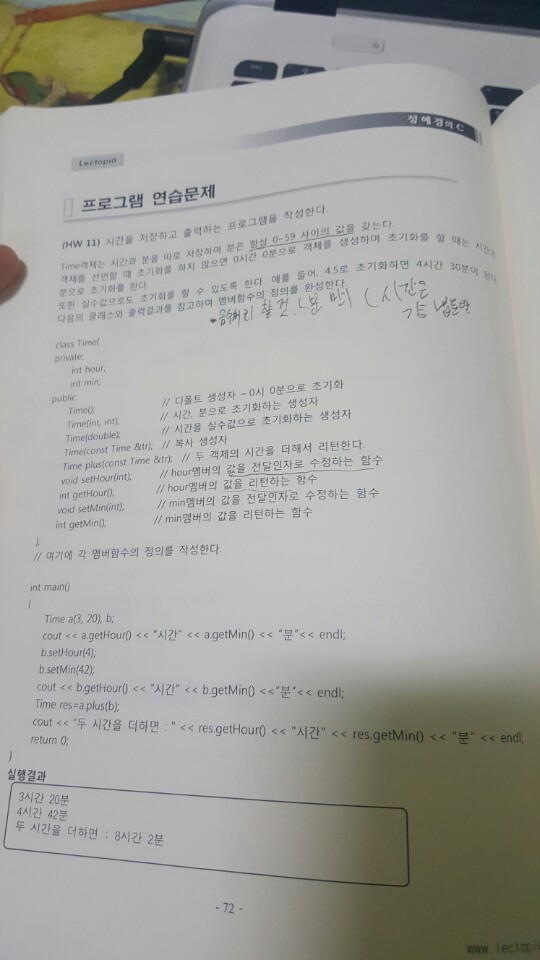 정혜경의 C
Lectopia
프로그램 연습문제
(HW 11) 시간을 저장하고 출력하는 프로그램을 작성한다.
Time객체는 시간과 분을 따로 저장하며 분은 항상 0~59 사이의 값을 갖는다.
객체를 선언할 때 초기화를 하지 않으면 0시간 0분으로 객체를 생성하며 초기화를 할 때는 시간과
분으로 초기화를 한다.
또한 실수값으로도 초기화를 할 수 있도록 한다. 예를 들어, 4.5로 초기화하면 4시간 30분이 된다.
다음의 클래스와 출력결과를 참고하여 멤버함수의 정의를 완성한다.
할것. (분 만) (시간은
class Time{
private:
int hour;
int min;
public:
Time(); // 디폴트 생성자 – 0시 0분으로 초기화
Time(int, int); // 시간, 분으로 초기화하는 생성자
Time(double); // 시간을 실수값으로 초기화하는 생성자
Time(const Time &tr); // 복사 생성자
Time plus(const Time &tr); // 두 객체의 시간을 더해서 리턴한다.
void setHour(int); // hour멤버의 값을 전달인자로 수정하는 함수
int getHour(); // hour멤버의 값을 리턴하는 함수
void setMin(int); // min멤버의 값을 전달인자로 수정하는 함수
int getMin(); // min멤버의 값을 리턴하는 함수
};
// 여기에 각 멤버함수의 정의를 작성한다.
int main()
{
Time a(3, 20), b;
cout << a.getHour() << "시간" << a.getMin() << "분"<< endl;
b.setHour(4);
b.setMin(42);
cout << b.getHour() << "시간" << b.getMin() <<"분"<< endl;
Time res=a.plus(b);
cout << "두 시간을 더하면 : " << res.getHour() << "시간" << res.getMin() << "분" << endl;
return 0;
}
실행결과
3시간 20분
4시간 42분
두 시간을 더하면 : 8시간 2분
- 72 -
www.lectopia